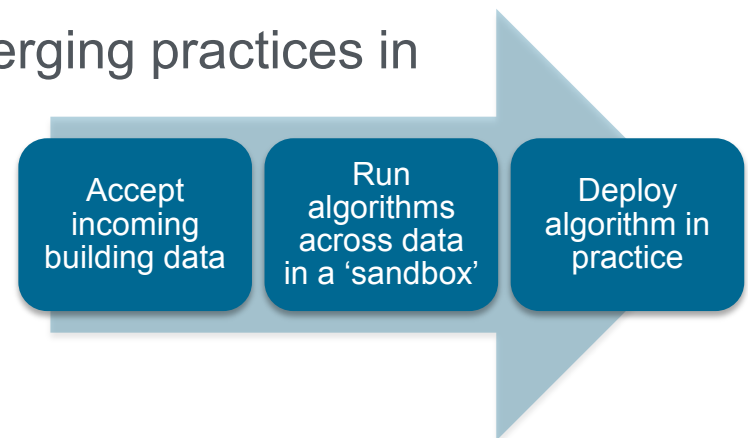 erging practices in
Accept
incoming
building data
Run
algorithms
across data
in a ‘sandbox’
Deploy
algorithm in
practice